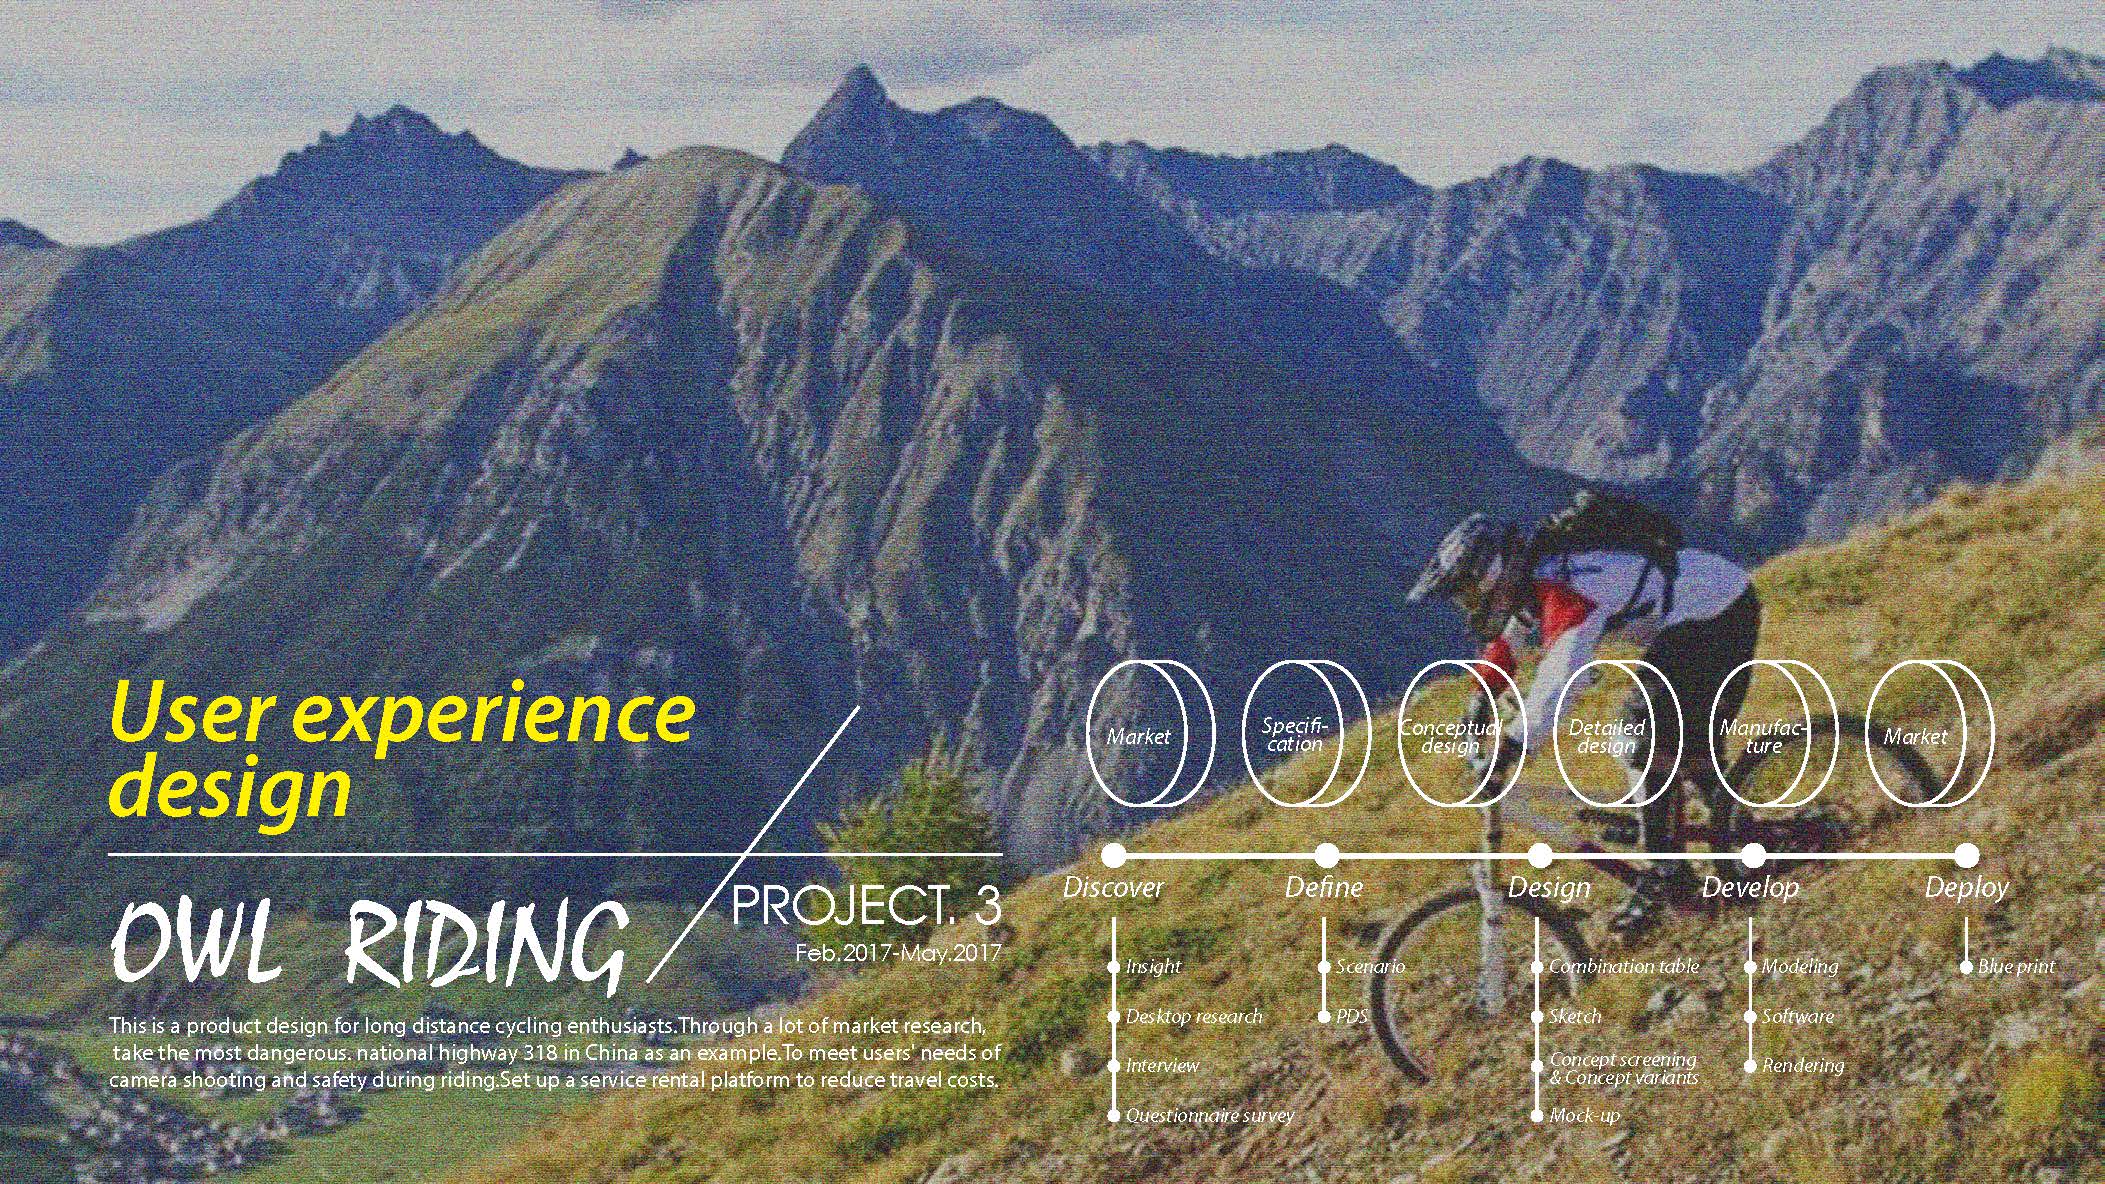 User experience
design
OWL RIDING
PROJECT. 3
Feb.2017-May.2017
This is a product design for long distance cycling enthusiasts.Through a lot of market research,
take the most dangerous. national highway 318 in China as an example.To meet users' needs of
camera shooting and safety during riding.Set up a service rental platform to reduce travel costs.
Market
Specifi-
cation
Conceptual
design
Detailed
design
Manufac-
ture
Market
Discover
Define
Design
Develop
Deploy
Insight
Desktop research
Interview
Questionnaire survey
Scenario
PDS
Combination table
Sketch
Concept screening
& Concept variants
Mock-up
Modeling
Software
Rendering
Blue print